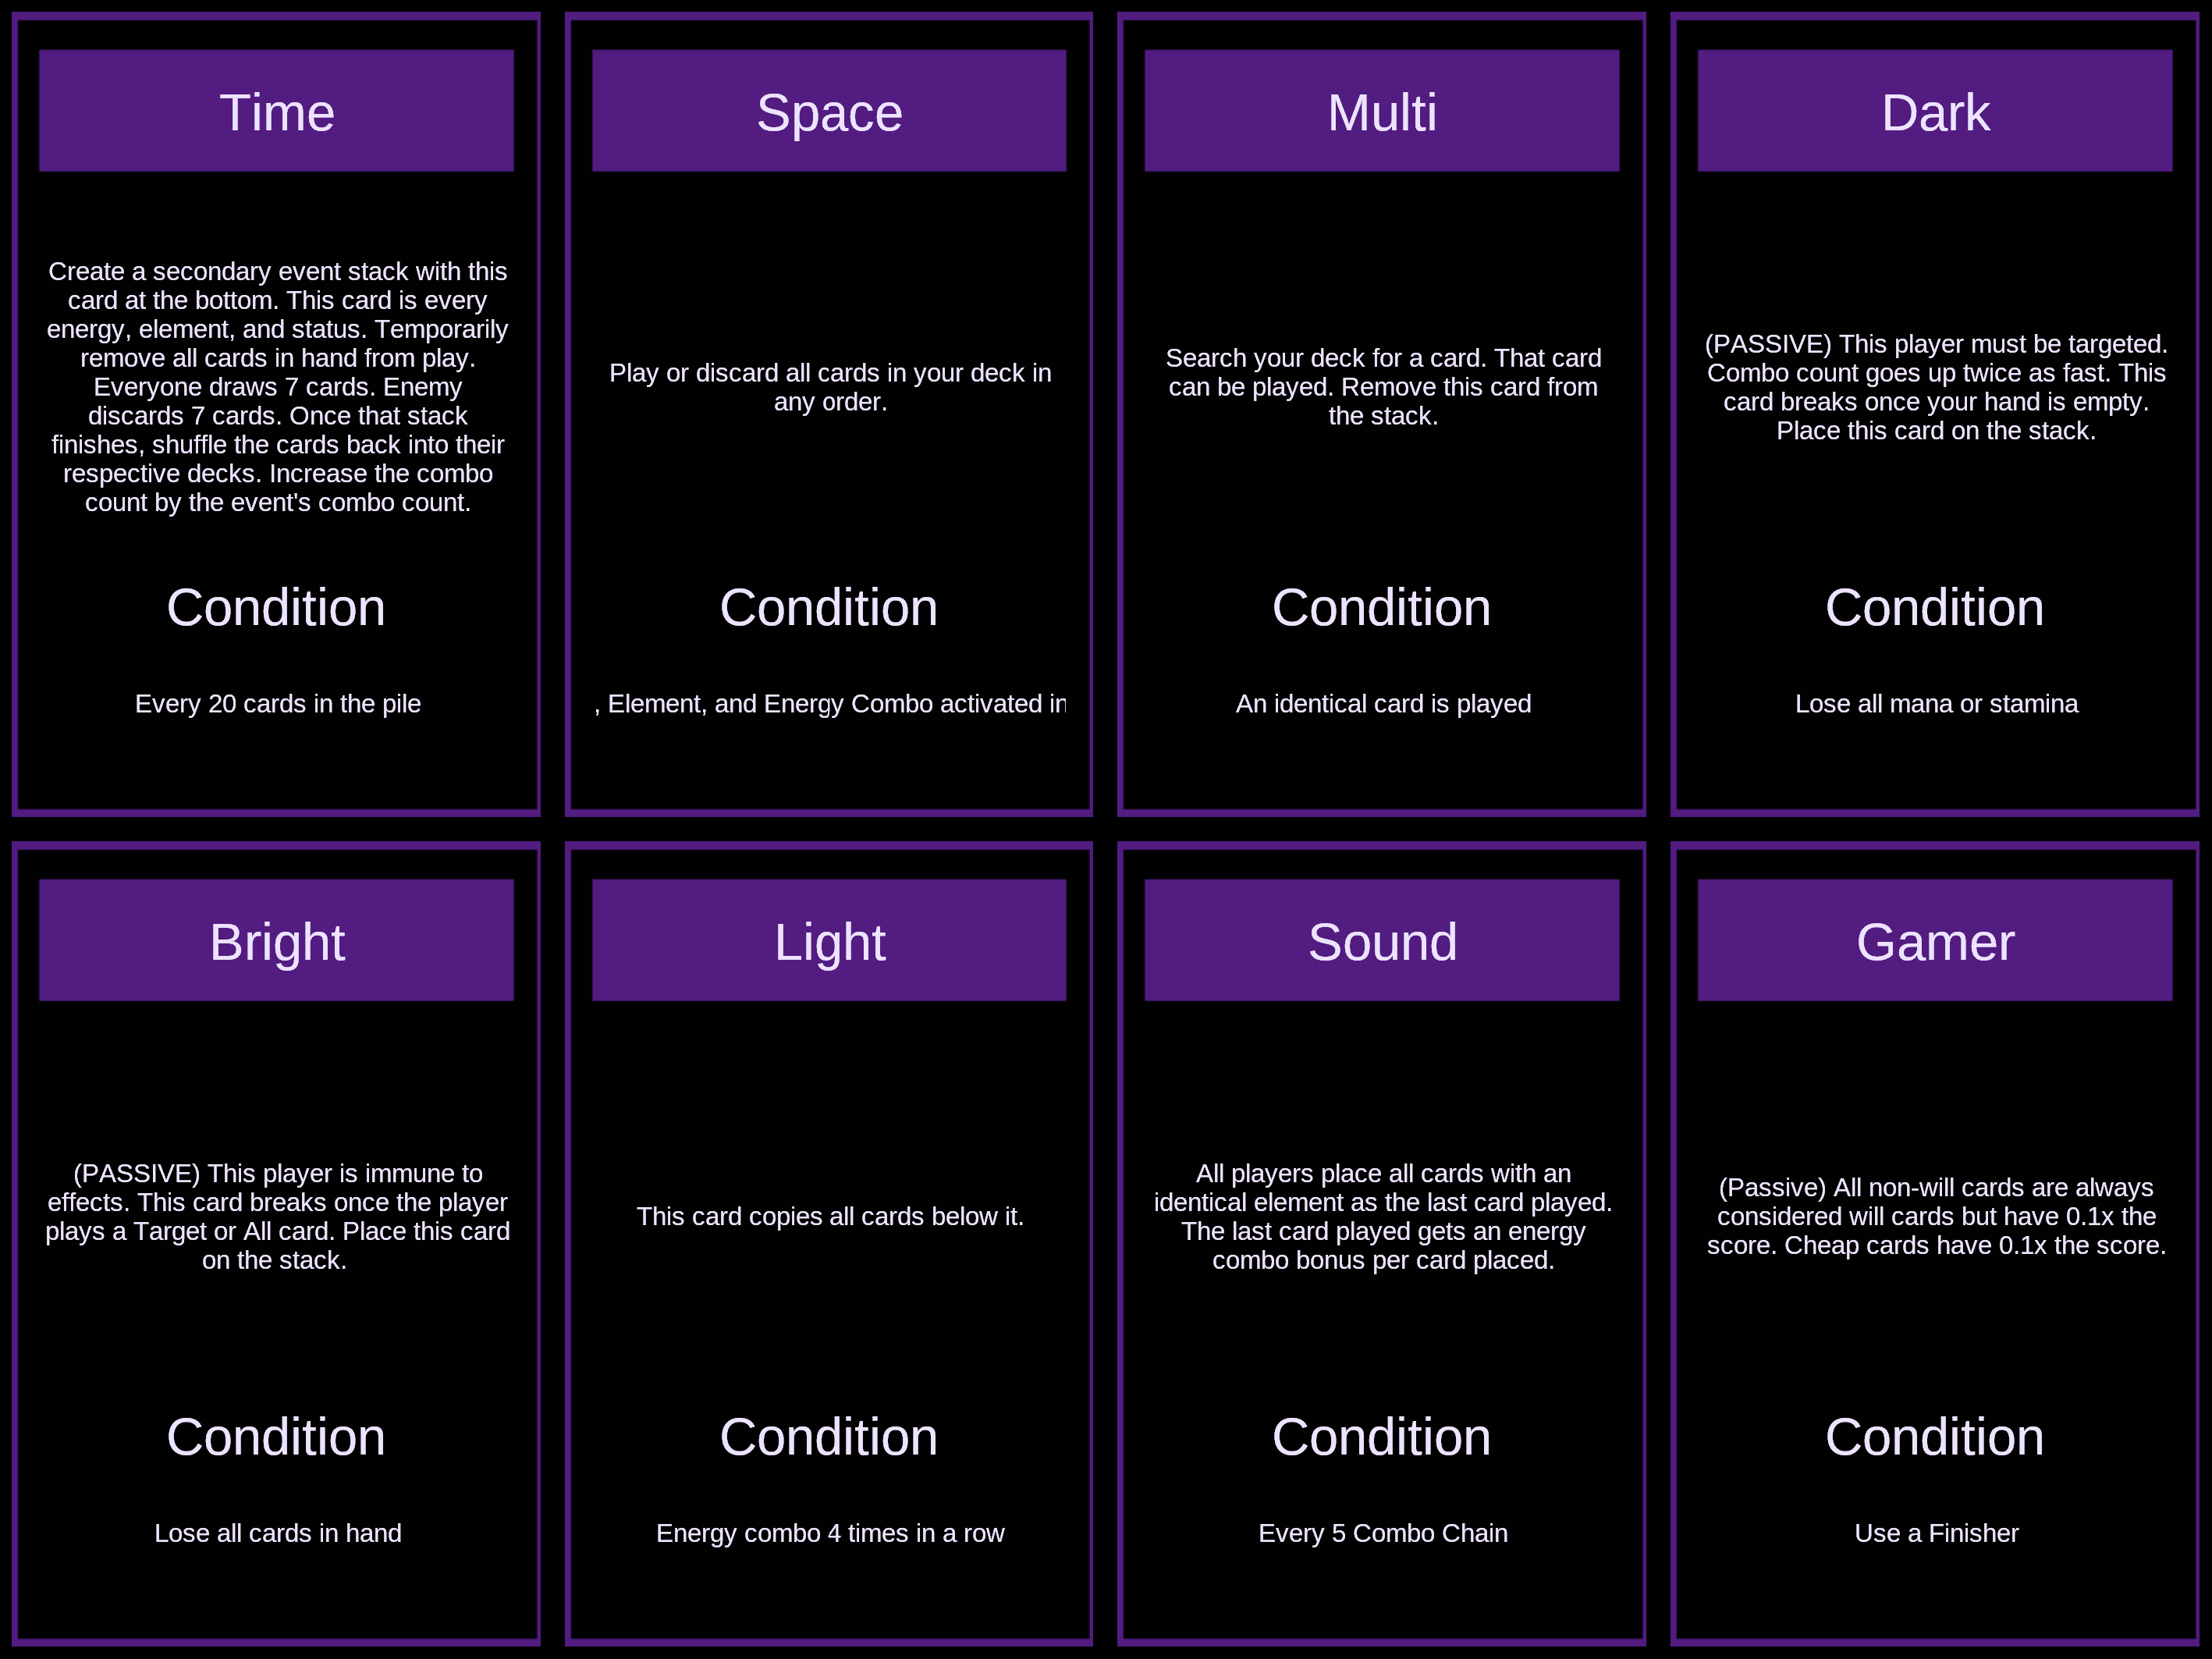 Time
Create a secondary event stack with this
card at the bottom. This card is every
energy, element, and status. Temporarily
remove all cards in hand from play.
Everyone draws 7 cards. Enemy
discards 7 cards. Once that stack
finishes, shuffle the cards back into their
respective decks. Increase the combo
count by the event's combo count.
Condition
Every 20 cards in the pile
Space
Play or discard all cards in your deck in
any order.
Condition
, Element, and Energy Combo activated in
Multi
Search your deck for a card. That card
can be played. Remove this card from
the stack.
Condition
An identical card is played
Dark
(PASSIVE) This player must be targeted.
Combo count goes up twice as fast. This
card breaks once your hand is empty.
Place this card on the stack.
Condition
Lose all mana or stamina
Bright
(PASSIVE) This player is immune to
effects. This card breaks once the player
plays a Target or All card. Place this card
on the stack.
Condition
Lose all cards in hand
Light
This card copies all cards below it.
Condition
Energy combo 4 times in a row
Sound
All players place all cards with an
identical element as the last card played.
The last card played gets an energy
combo bonus per card placed.
Condition
Every 5 Combo Chain
Gamer
(Passive) All non-will cards are always
considered will cards but have 0.1x the
score. Cheap cards have 0.1x the score.
Condition
Use a Finisher